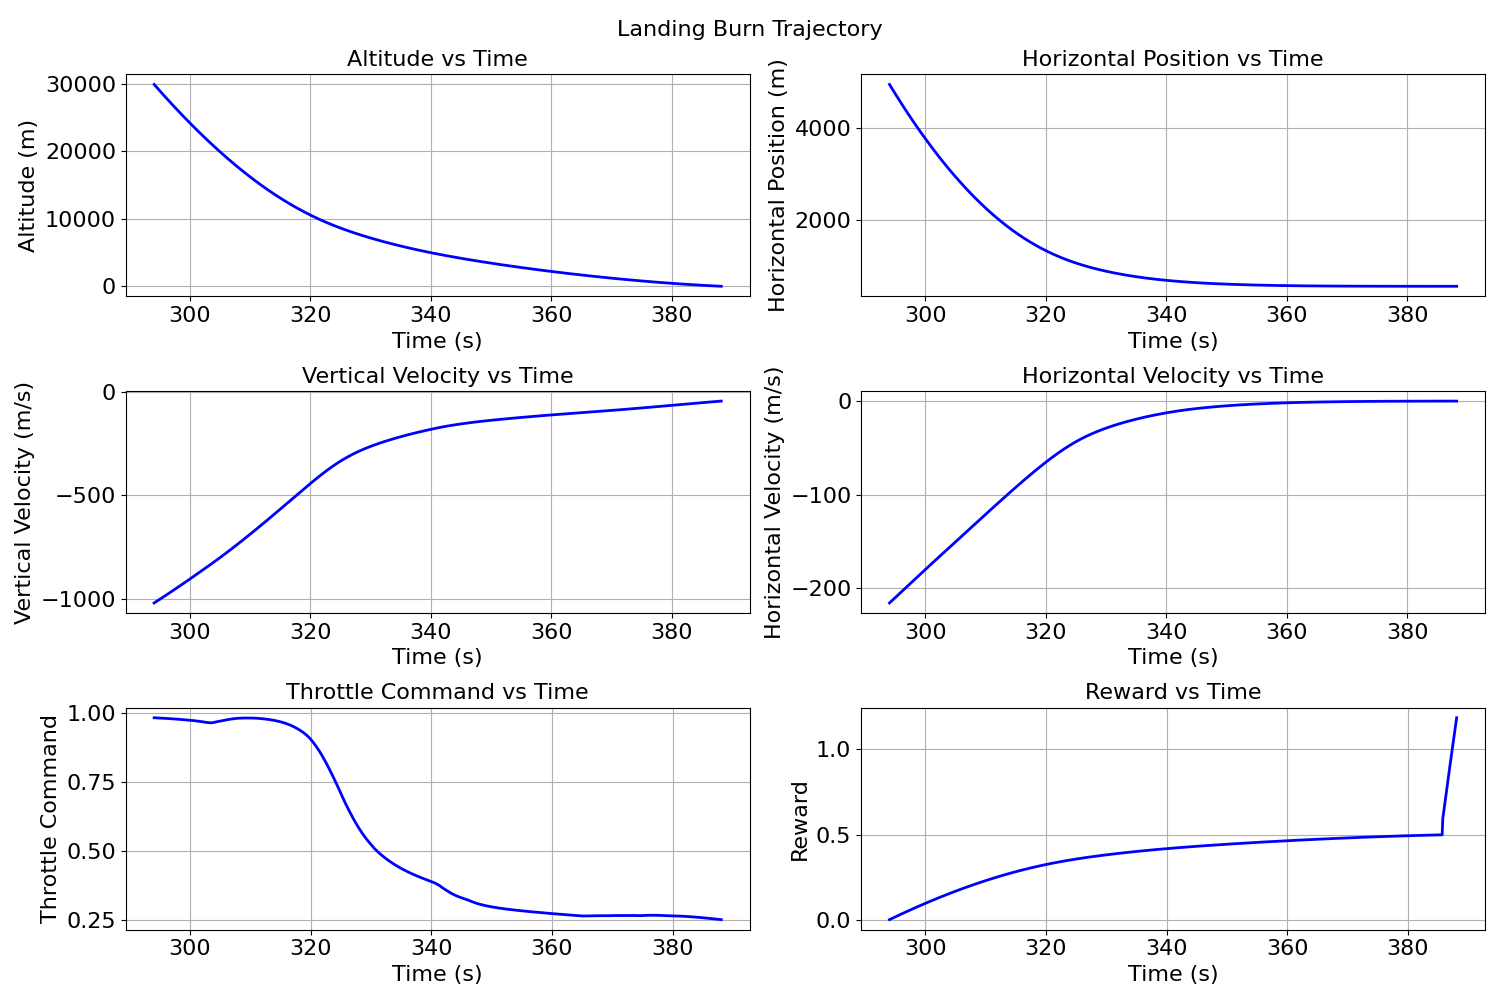 Landing Burn Trajectory
Altitude vs Time
Altitude (m)
30000
20000
10000
0
300 320 340 360 380
Time (s)
Horizontal Position vs Time
Horizontal Position (m)
4000
2000
300 320 340 360 380
Time (s)
Vertical Velocity vs Time
Vertical Velocity (m/s)
0
−500
−1000
300 320 340 360 380
Time (s)
Horizontal Velocity vs Time
Horizontal Velocity (m/s)
0
−100
−200
300 320 340 360 380
Time (s)
Throttle Command vs Time
Throttle Command
1.00
0.75
0.50
0.25
300 320 340 360 380
Time (s)
Reward vs Time
Reward
1.0
0.5
0.0
300 320 340 360 380
Time (s)